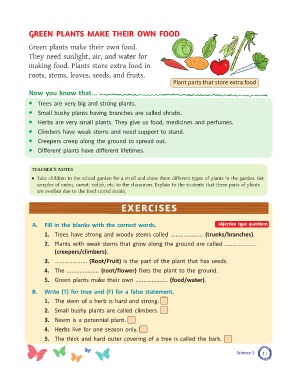 GREEN PLANTS MAKE THEIR OWN FOOD
Green plants make their own food.
They need sunlight, air, and water for
making food. Plants store extra food in
roots, stems, leaves, seeds, and fruits.
Plant parts that store extra food
Now you know that...
• Trees are very big and strong plants.
• Small bushy plants having branches are called shrubs.
• Herbs are very small plants. They give us food, medicines and perfumes.
• Climbers have weak stems and need support to stand.
• Creepers creep along the ground to spread out.
• Different plants have different lifetimes.
TEACHER'S NOTES
• Take children to the school garden for a stroll and show them different types of plants in the garden. Get
samples of onion, carrot, radish, etc. to the classroom. Explain to the students that these parts of plants
are swollen due to the food stored inside.
EXERCISES
objective type questions
A. Fill in the blanks with the correct words.
1. Trees have strong and woody stems called .................... (trunks/branches).
2. Plants with weak stems that grow along the ground are called ....................
(creepers/climbers).
3. .................... (Root/Fruit) is the part of the plant that has seeds.
4. The .................... (root/flower) fixes the plant to the ground.
5. Green plants make their own .................... (food/water).
B. Write (T) for true and (F) for a false statement.
1. The stem of a herb is hard and strong.
2. Small bushy plants are called climbers.
3. Neem is a perennial plant.
4. Herbs live for one season only.
5. The thick and hard outer covering of a tree is called the bark.
Science-2 11